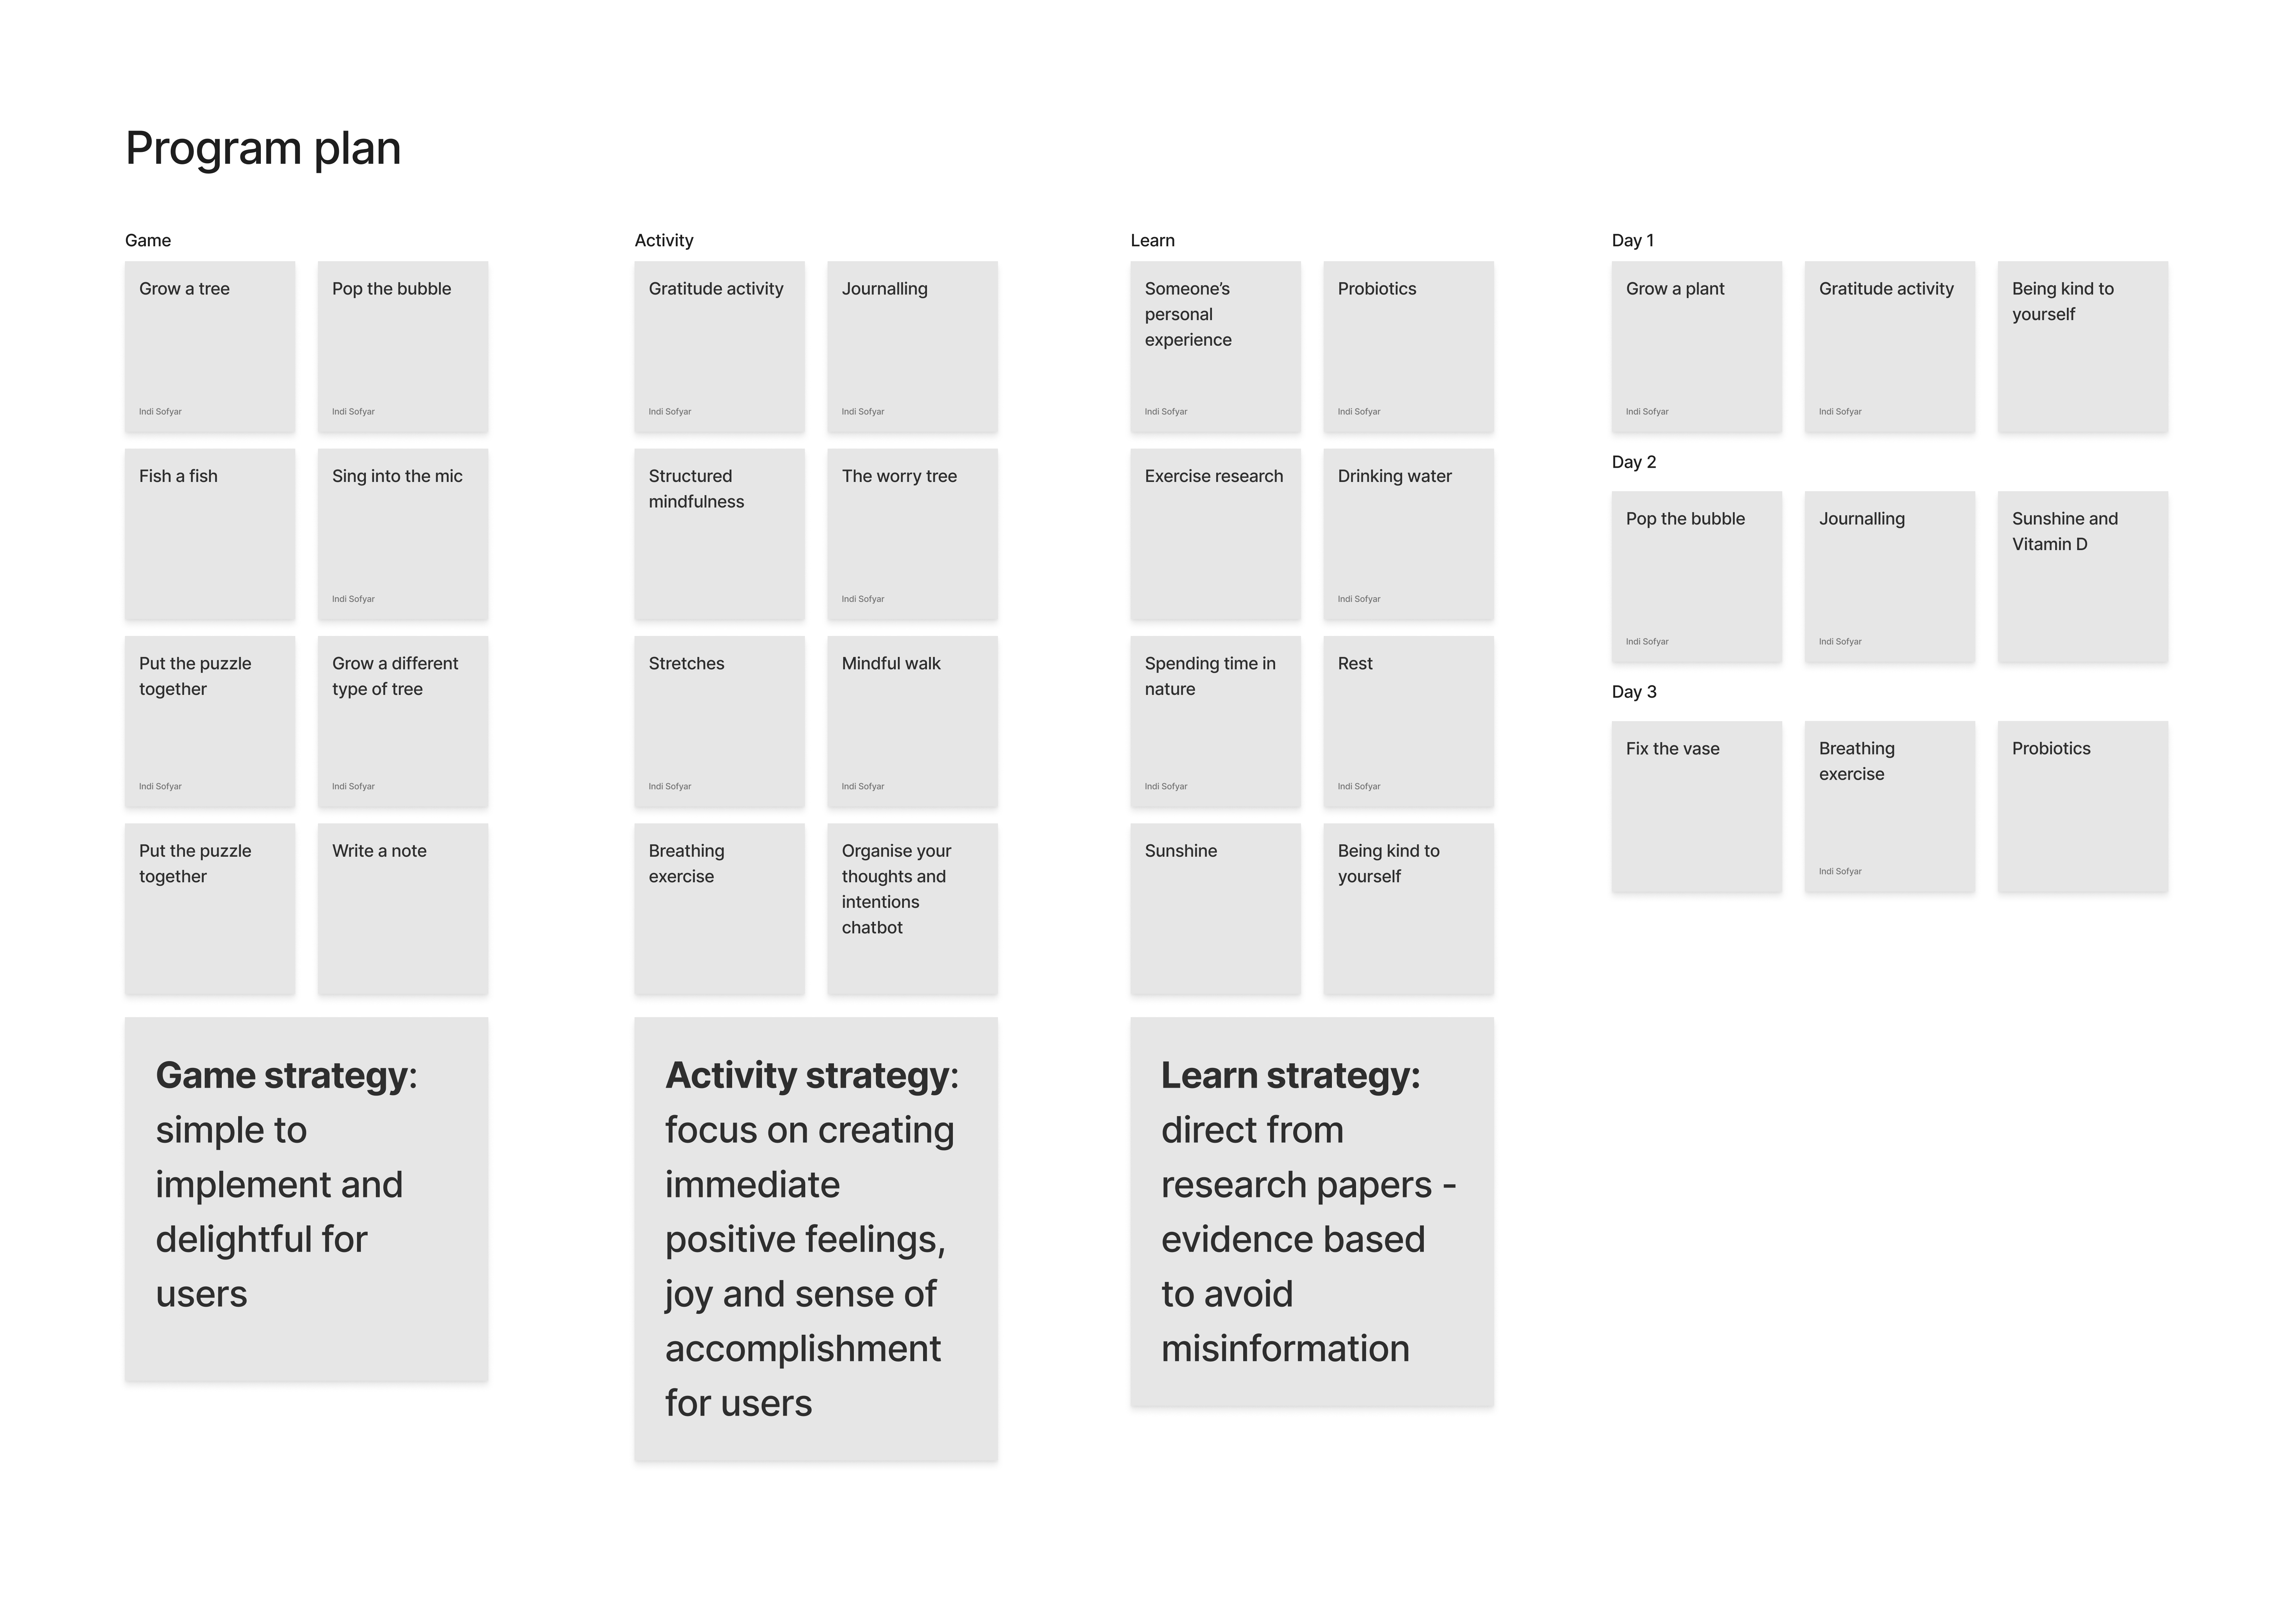 Program plan
Game
Grow a tree
Indi Sofyar
Pop the bubble
Indi Sofyar
Fish a fish
Sing into the mic
Indi Sofyar
Put the puzzle
together
Indi Sofyar
Grow a different
type of tree
Indi Sofyar
Put the puzzle
together
Write a note
Game strategy:
simple to
implement and
delightful for
users
Activity
Gratitude activity
Indi Sofyar
Journalling
Indi Sofyar
Structured
mindfulness
The worry tree
Indi Sofyar
Stretches
Indi Sofyar
Mindful walk
Indi Sofyar
Breathing
exercise
Organise your
thoughts and
intentions
chatbot
Activity strategy:
focus on creating
immediate
positive feelings,
joy and sense of
accomplishment
for users
Learn
Someone’s
personal
experience
Indi Sofyar
Probiotics
Indi Sofyar
Exercise research
Drinking water
Indi Sofyar
Spending time in
nature
Indi Sofyar
Rest
Indi Sofyar
Sunshine
Being kind to
yourself
Learn strategy:
direct from
research papers -
evidence based
to avoid
misinformation
Day 1
Grow a plant
Indi Sofyar
Gratitude activity
Indi Sofyar
Being kind to
yourself
Day 2
Pop the bubble
Indi Sofyar
Journalling
Indi Sofyar
Sunshine and
Vitamin D
Day 3
Fix the vase
Breathing
exercise
Indi Sofyar
Probiotics